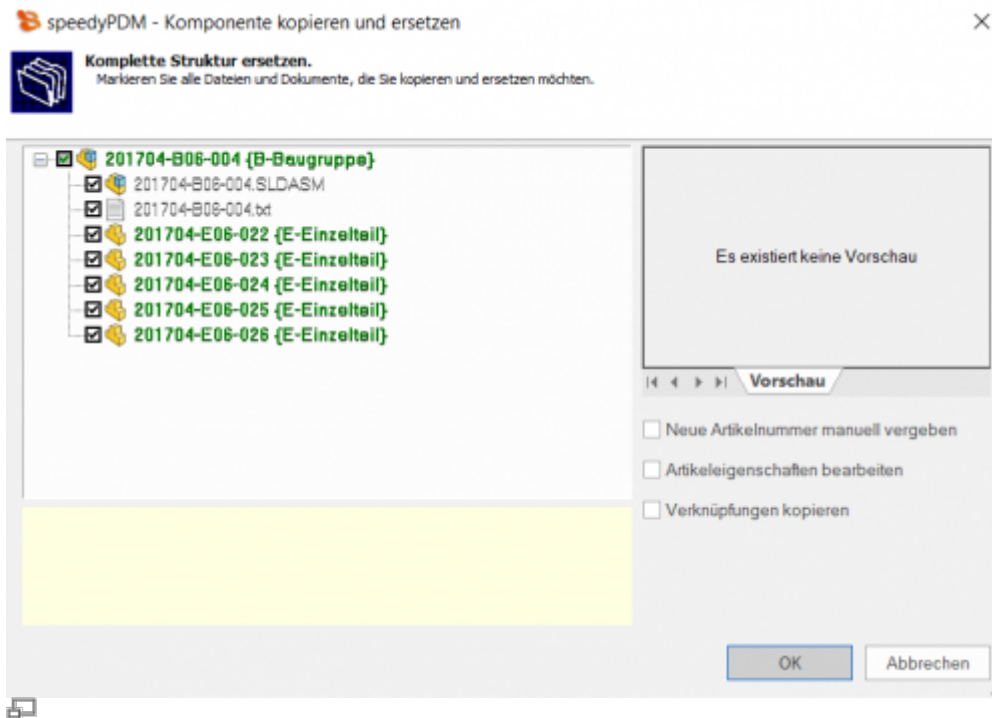 speedyPDM - Komponente kopieren und ersetzen
Komplette Struktur ersetzen.
Markieren Sie alle Dateien und Dokumente, die Sie kopieren und ersetzen möchten.
201704-B06-004 {B-Baugruppe}
201704-B06-004.SLDASM
201704-B06-004.txt
201704-E06-022 {E-Einzelteil}
201704-E06-023 {E-Einzelteil}
201704-E06-024 {E-Einzelteil}
201704-E06-025 {E-Einzelteil}
201704-E06-026 {E-Einzelteil}
Es existiert keine Vorschau
Vorschau
Neue Artikelnummer manuell vergeben
Artikeleigenschaften bearbeiten
Verknüpfungen kopieren
OK
Abbrechen